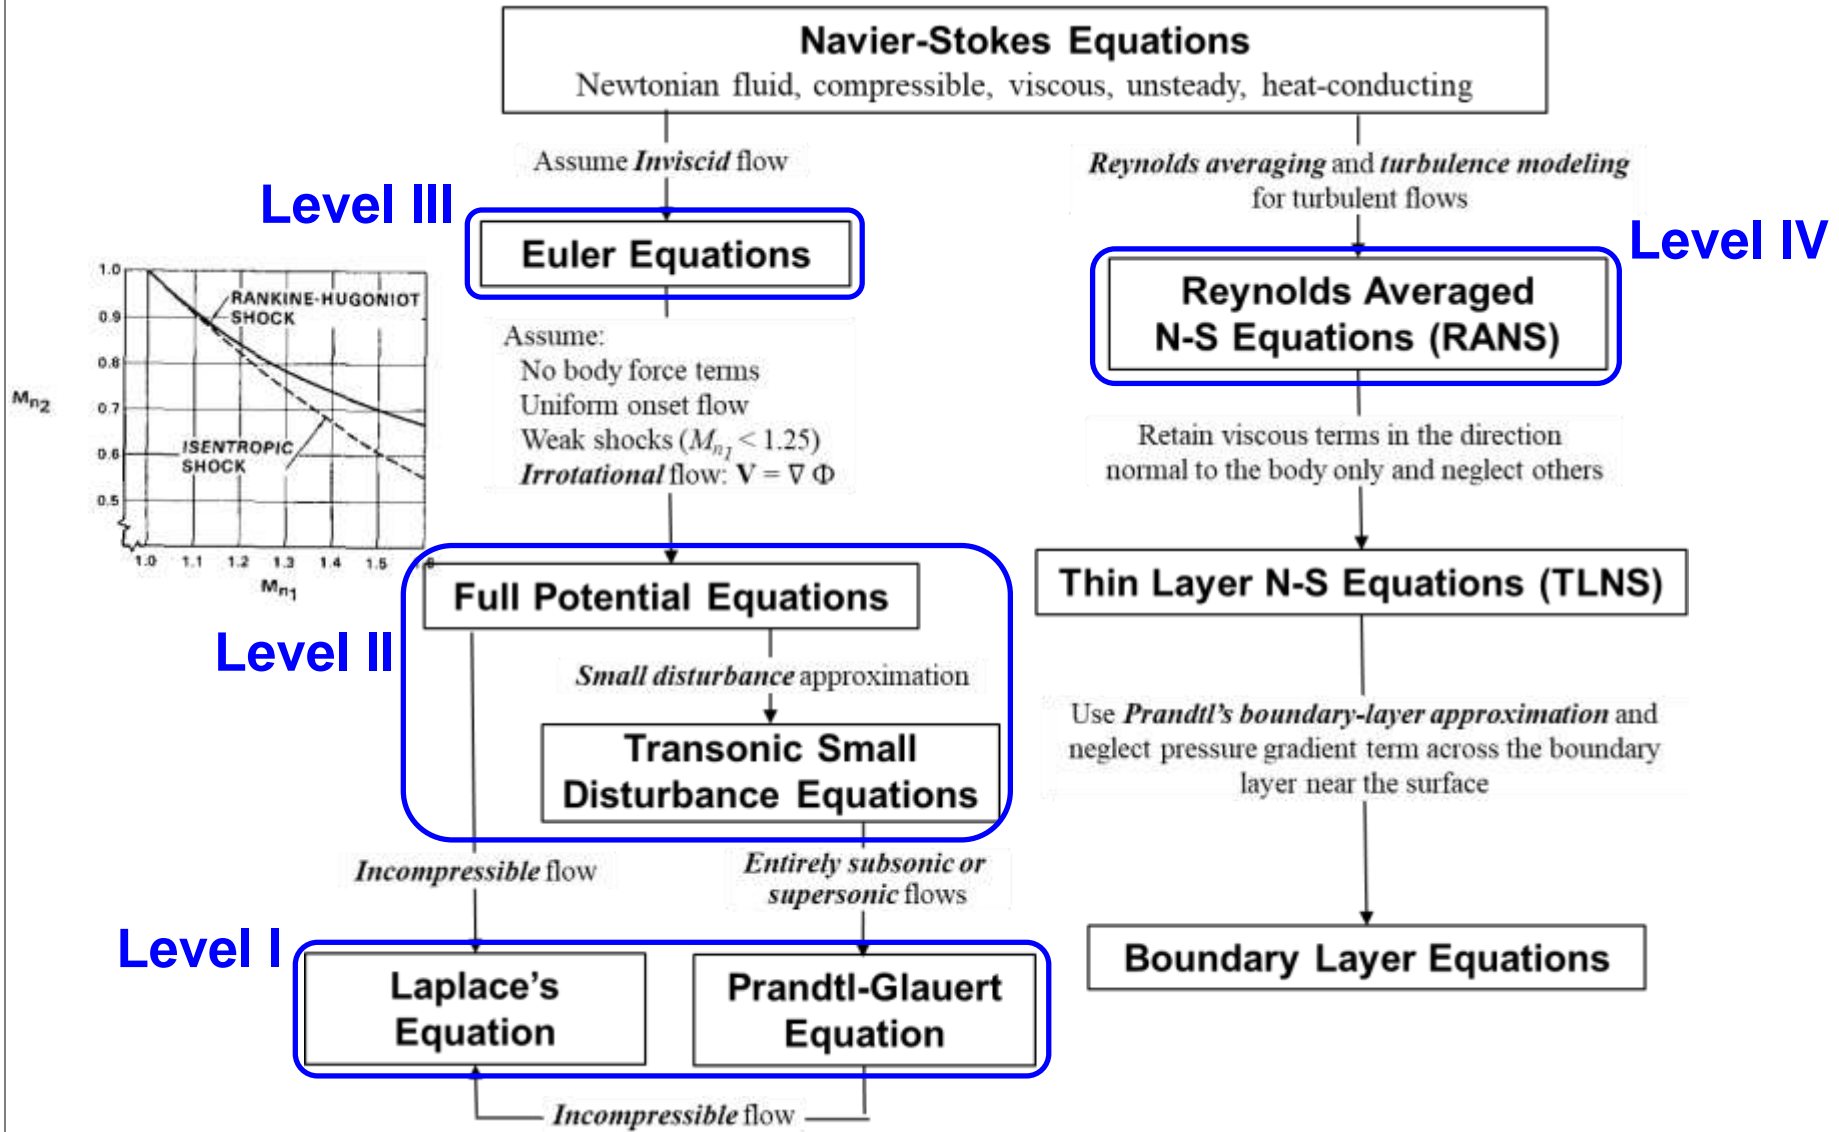 Navier-Stokes Equations
Newtonian fluid, compressible, viscous, unsteady, heat-conducting
Assume Inviscid flow
Reynolds averaging and turbulence modeling
for turbulent flows
Level III
Level IV
Euler Equations
Reynolds Averaged
N-S Equations (RANS)
1.0
0.9
0.8
0.7
0.6
0.5
Mn2
RANKINE-HUGONIOT
SHOCK
ISENTROPIC
SHOCK
1.0 1.1 1.2 1.3 1.4 1.5
Mn1
Assume:
No body force terms
Uniform onset flow
Weak shocks (Mn1 < 1.25)
Irrotational flow: V = ∇ Φ
Retain viscous terms in the direction
normal to the body only and neglect others
Level II
Full Potential Equations
Thin Layer N-S Equations (TLNS)
Small disturbance approximation
Transonic Small
Disturbance Equations
Use Prandtl's boundary-layer approximation and
neglect pressure gradient term across the boundary
layer near the surface
Incompressible flow
Entirely subsonic or
supersonic flows
Level I
Laplace's
Equation
Prandtl-Glauert
Equation
Boundary Layer Equations
Incompressible flow